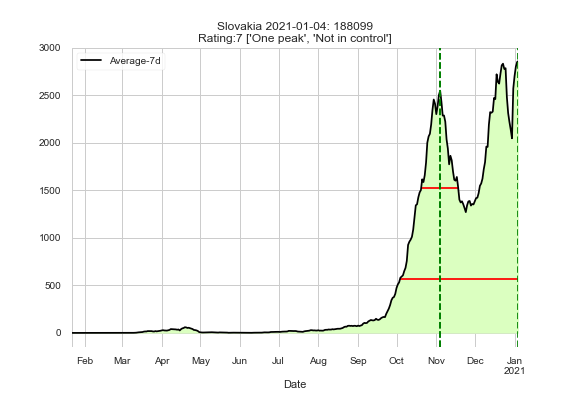 Slovakia 2021-01-04: 188099
Rating:7 ['One peak', 'Not in control']
Average-7d
3000
2500
2000
1500
1000
500
0
Feb Mar Apr May Jun Jul Aug Sep Oct Nov Dec Jan
2021
Date